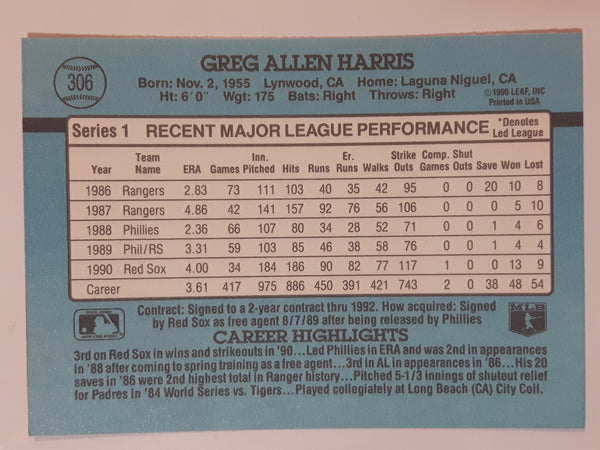 306
GREG ALLEN HARRIS
Born: Nov. 2, 1955 Lynwood, CA Home: Laguna Niguel, CA
Ht: 6' 0" Wgt: 175 Bats: Right Throws: Right
©1990 LEAF, INC
Printed in USA
Series 1 RECENT MAJOR LEAGUE PERFORMANCE *Denotes Led League
Year Team Name ERA Games Inn. Pitched Hits Runs Er. Runs Walks Strike Outs Comp. Games Shut Outs Save Won Lost
1986 Rangers 2.83 73 111 103 40 35 42 95 0 0 20 10 8
1987 Rangers 4.86 42 141 157 92 76 56 106 0 0 0 5 10
1988 Phillies 2.36 66 107 80 34 28 52 71 0 0 1 4 6
1989 Phil/RS 3.31 59 103 85 46 38 58 76 0 0 1 4 4
1990 Red Sox 4.00 34 184 186 90 82 77 117 1 0 0 13 9
Career 3.61 417 975 886 450 391 421 743 2 0 38 48 54
Contract: Signed to a 2-year contract thru 1992. How acquired: Signed
by Red Sox as free agent 8/7/89 after being released by Phillies
MLB
CAREER HIGHLIGHTS
3rd on Red Sox in wins and strikeouts in '90...Led Phillies in ERA and was 2nd in appearances
in '88 after coming to spring training as a free agent...3rd in AL in appearances in '86...His 20
saves in '86 were 2nd highest total in Ranger history...Pitched 5-1/3 innings of shutout relief
for Padres in '84 World Series vs. Tigers...Played collegiately at Long Beach (CA) City Coll.